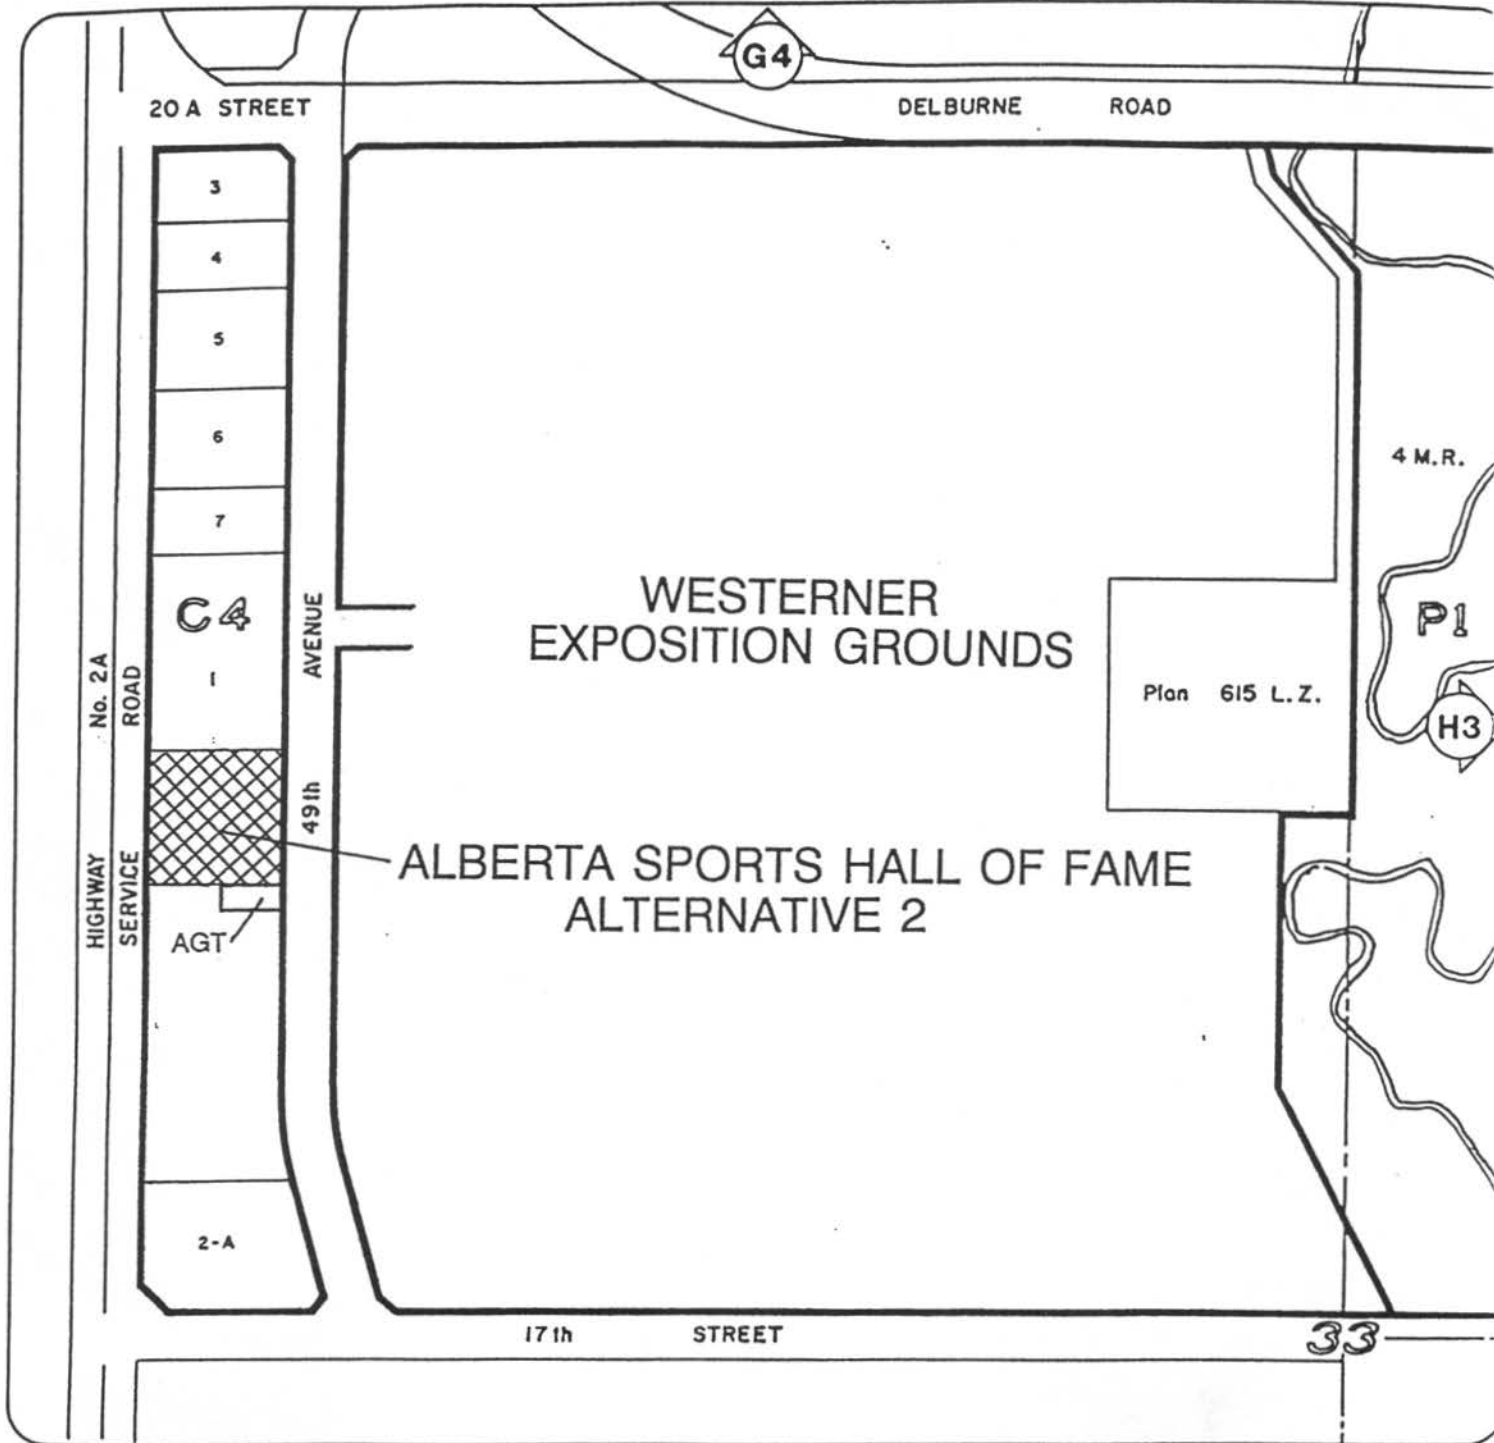 G4
20 A STREET
DELBURNE ROAD
3
4
5
6
7
C4
1
HIGHWAY No. 2A
SERVICE ROAD
49th AVENUE
WESTERNER
EXPOSITION GROUNDS
4 M.R.
P1
H3
Plan 615 L.Z.
ALBERTA SPORTS HALL OF FAME
ALTERNATIVE 2
AGT
2-A
17th STREET
33